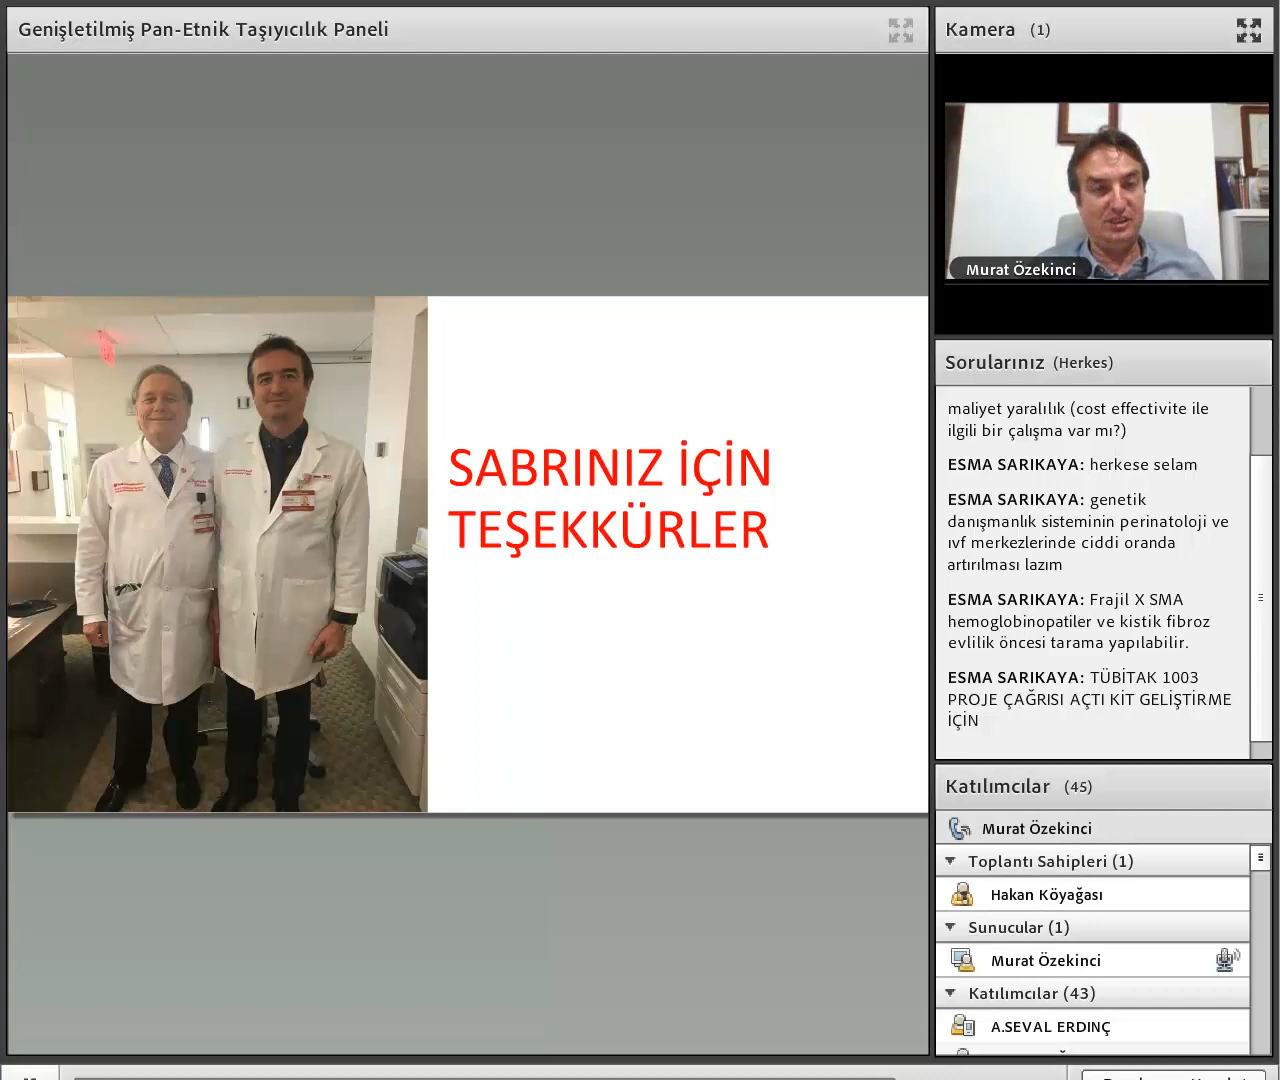 Genişletilmiş Pan-Etnik Taşıyıcılık Paneli
SABRINIZ İÇİN
TEŞEKKÜRLER
Kamera (1)
Murat Özekinci
Sorularınız (Herkes)
maliyet yaralılık (cost effectivite ile
ilgili bir çalışma var mı?)
ESMA SARIKAYA: herkese selam
ESMA SARIKAYA: genetik
danışmanlık sisteminin perinatoloji ve
ıvf merkezlerinde ciddi oranda
artırılması lazım
ESMA SARIKAYA: Frajil X SMA
hemoglobinopatiler ve kistik fibroz
evlilik öncesi tarama yapılabilir.
ESMA SARIKAYA: TÜBİTAK 1003
PROJE ÇAĞRISI AÇTI KİT GELİŞTİRME
İÇİN
Katılımcılar (45)
Murat Özekinci
Toplantı Sahipleri (1)
Hakan Köyağası
Sunucular (1)
Murat Özekinci
Katılımcılar (43)
A.SEVAL ERDINÇ